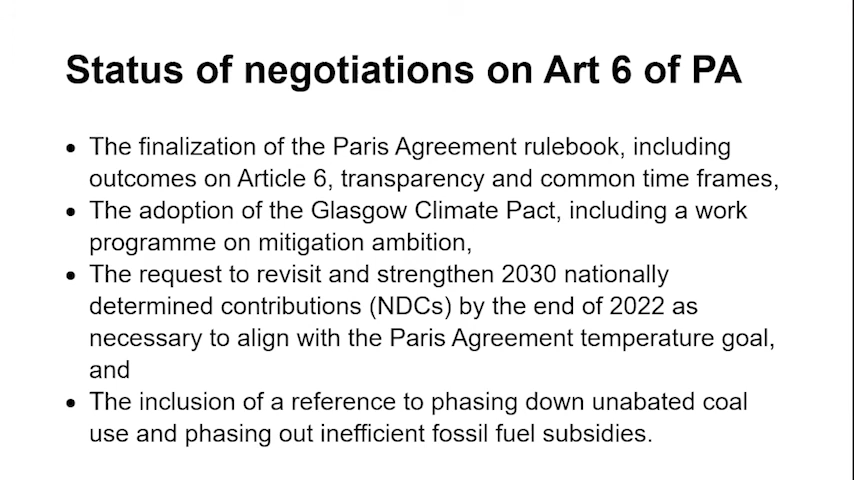 Status of negotiations on Art 6 of PA
• The finalization of the Paris Agreement rulebook, including
outcomes on Article 6, transparency and common time frames,
• The adoption of the Glasgow Climate Pact, including a work
programme on mitigation ambition,
• The request to revisit and strengthen 2030 nationally
determined contributions (NDCs) by the end of 2022 as
necessary to align with the Paris Agreement temperature goal,
and
• The inclusion of a reference to phasing down unabated coal
use and phasing out inefficient fossil fuel subsidies.